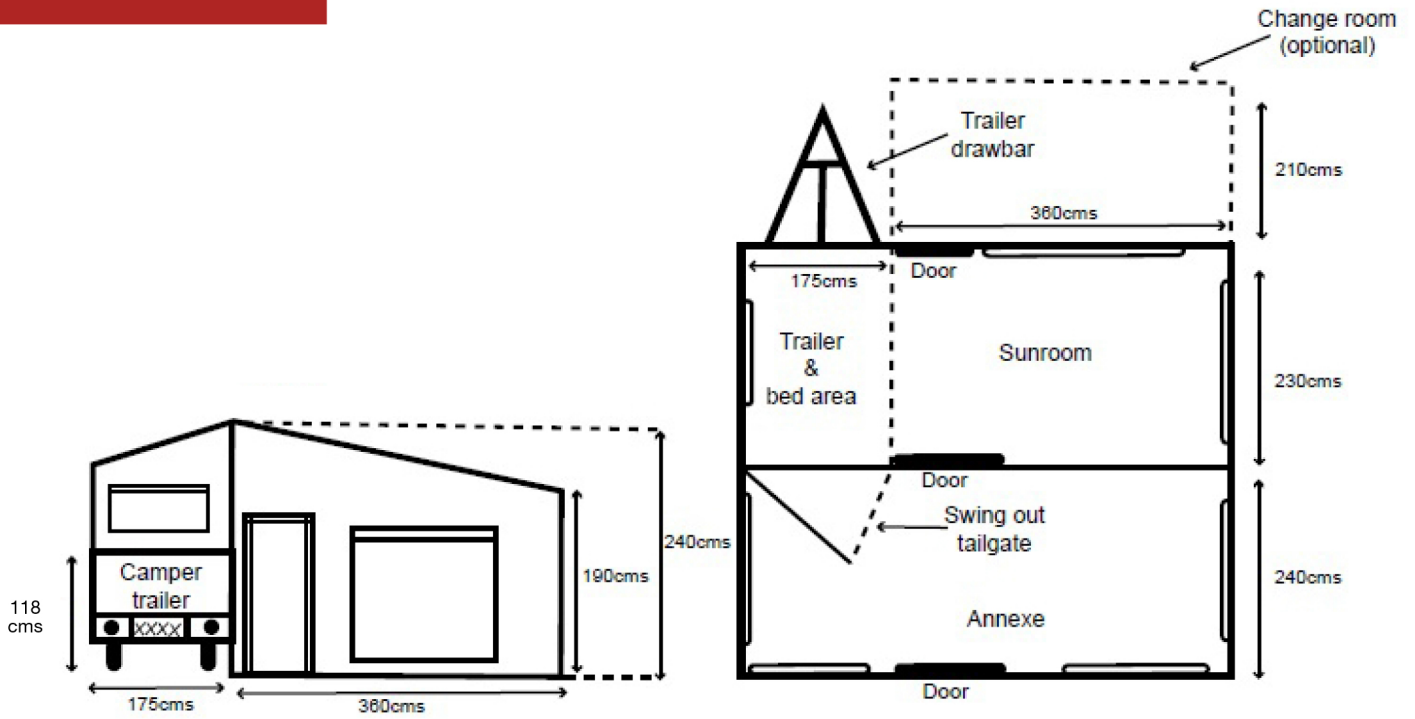 Change room
(optional)
Trailer
drawbar
210cms
360cms
175cms
Door
Trailer
&
bed area
Sunroom
230cms
Door
Swing out
tailgate
240cms
Annexe
Door
240cms
190cms
Camper
trailer
XXXX
118
cms
175cms
360cms